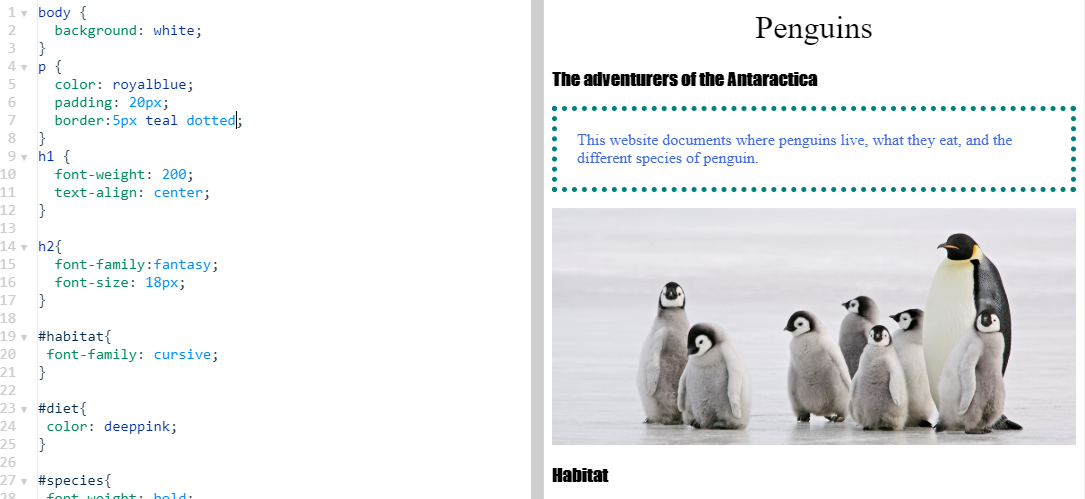 1 body {
2 background: white;
3 }
4 p {
5 color: royalblue;
6 padding: 20px;
7 border:5px teal dotted;
8 }
9 h1 {
10 font-weight: 200;
11 text-align: center;
12 }
13
14 h2{
15 font-family:fantasy;
16 font-size: 18px;
17 }
18
19 #habitat{
20 font-family: cursive;
21 }
22
23 #diet{
24 color: deeppink;
25 }
26
27 #species{
28 font-weight: bold;
Penguins
The adventurers of the Antaractica
This website documents where penguins live, what they eat, and the
different species of penguin.
Habitat